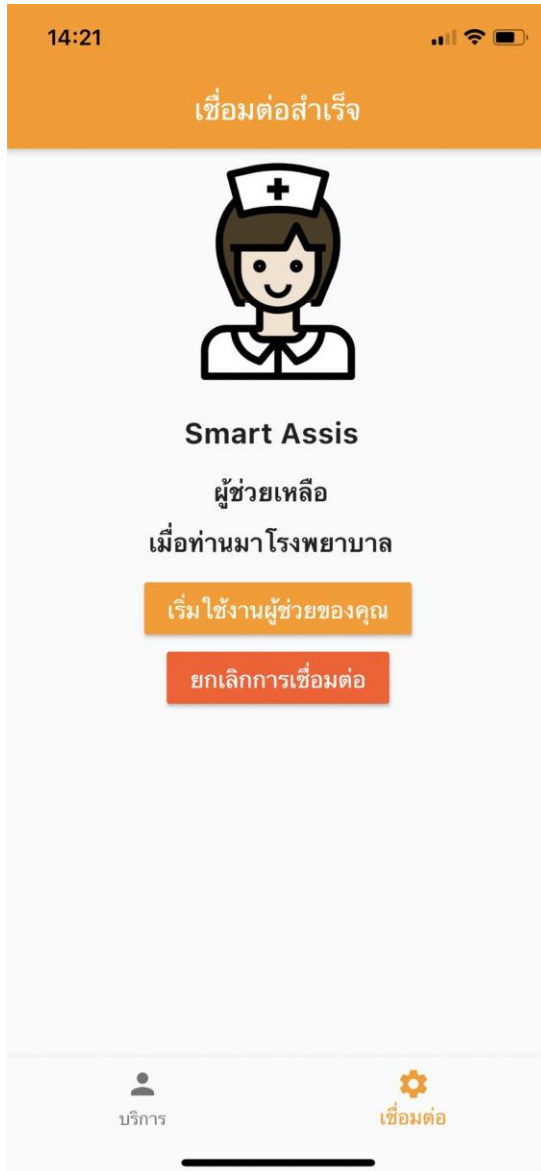 14:21
เชื่อมต่อสำเร็จ
Smart Assis
ผู้ช่วยเหลือ
เมื่อท่านมาโรงพยาบาล
เริ่มใช้งานผู้ช่วยของคุณ
ยกเลิกการเชื่อมต่อ
บริการ
เชื่อมต่อ